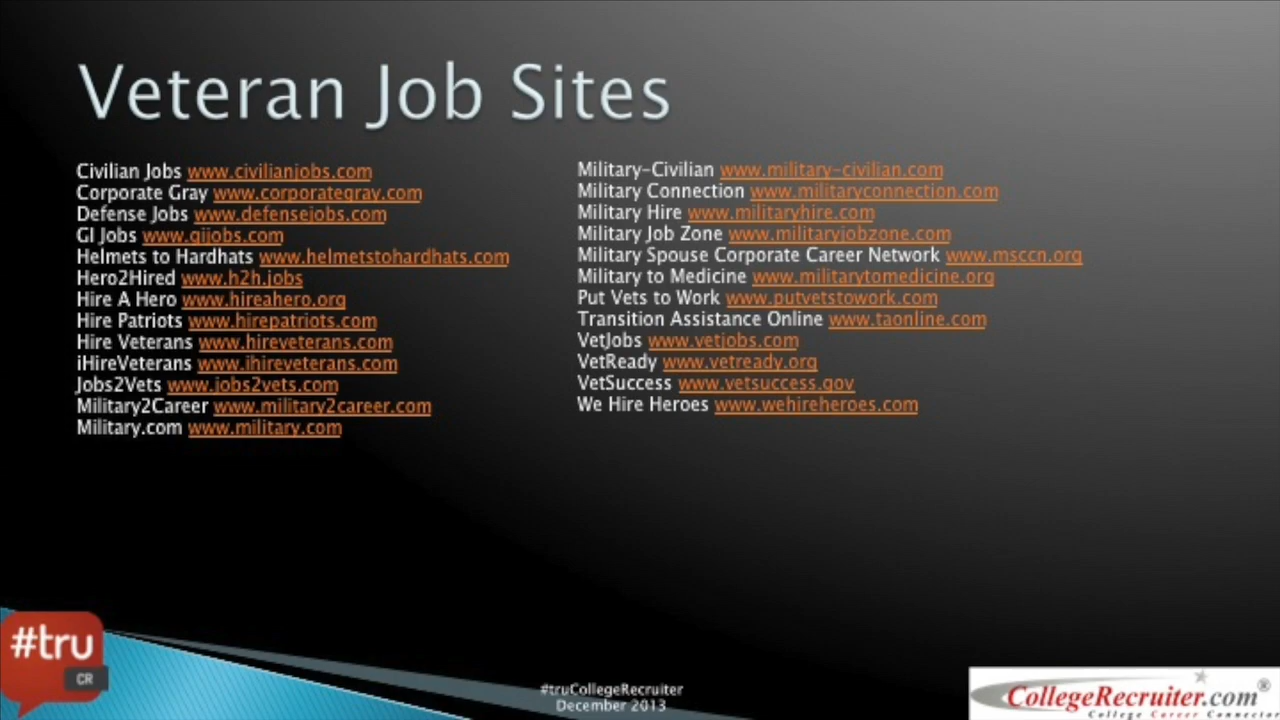 Veteran Job Sites
Civilian Jobs www.civilianjobs.com
Corporate Gray www.corporategray.com
Defense Jobs www.defensejobs.com
GI Jobs www.gijobs.com
Helmets to Hardhats www.helmetstohardhats.com
Hero2Hired www.h2h.jobs
Hire A Hero www.hireahero.org
Hire Patriots www.hirepatriots.com
Hire Veterans www.hireveterans.com
iHireVeterans www.ihireveterans.com
Jobs2Vets www.jobs2vets.com
Military2Career www.military2career.com
Military.com www.military.com
Military-Civilian www.military-civilian.com
Military Connection www.militaryconnection.com
Military Hire www.militaryhire.com
Military Job Zone www.militaryjobzone.com
Military Spouse Corporate Career Network www.msccn.org
Military to Medicine www.militarytomedicine.org
Put Vets to Work www.putvetstowork.com
Transition Assistance Online www.taonline.com
VetJobs www.vetjobs.com
VetReady www.vetready.org
VetSuccess www.vetsuccess.gov
We Hire Heroes www.wehireheroes.com
#tru
CR
#truCollegeRecruiter
December 2013
CollegeRecruiter.com®
College Career Connector